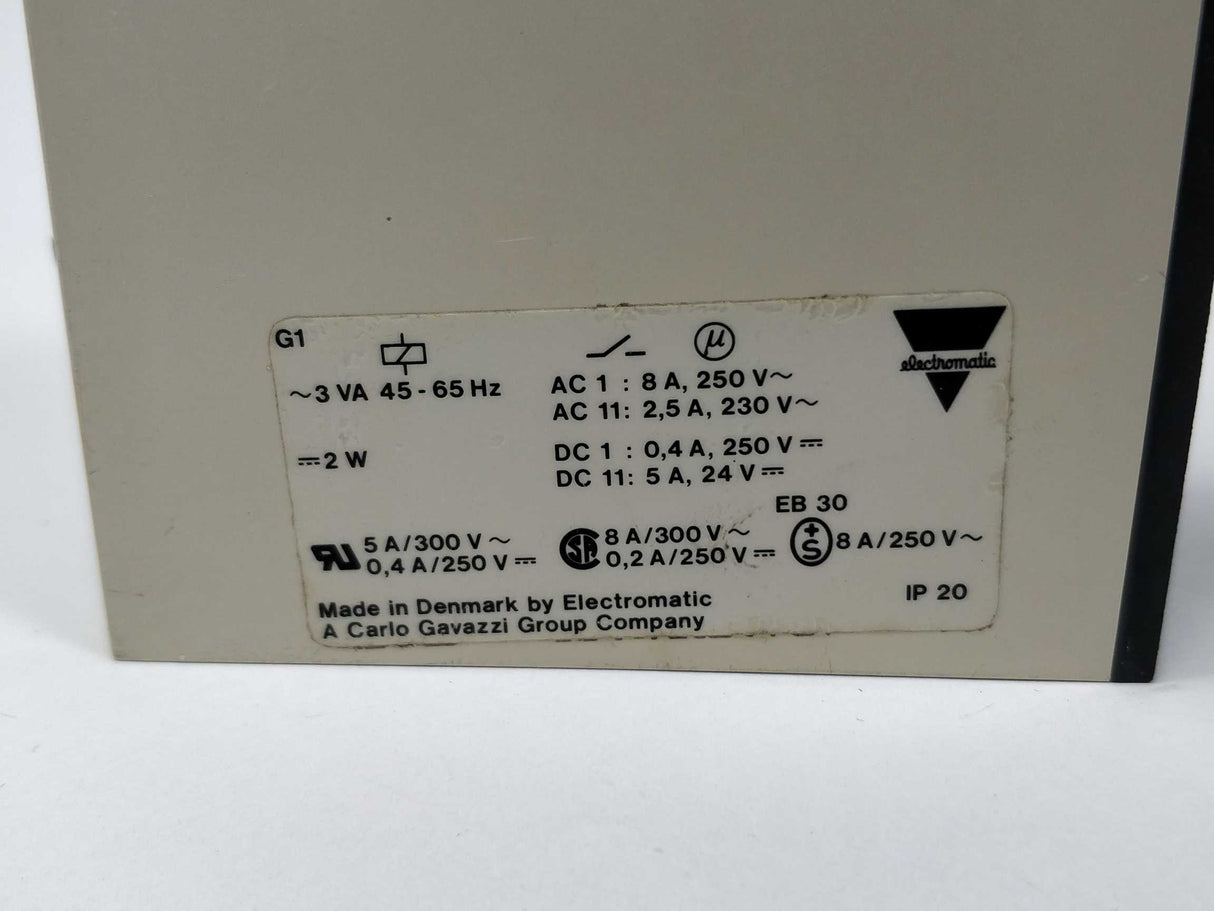 G1
µ
electromatic
~3 VA 45-65 Hz
AC 1 : 8 A, 250 V~
AC 11: 2,5 A, 230 V~
⎓2 W
DC 1 : 0,4 A, 250 V⎓
DC 11: 5 A, 24 V⎓
EB 30
RU 5 A/300 V~
0,4 A/250 V⎓
SA 8 A/300 V~
0,2 A/250 V⎓
+S 8 A/250 V~
IP 20
Made in Denmark by Electromatic
A Carlo Gavazzi Group Company